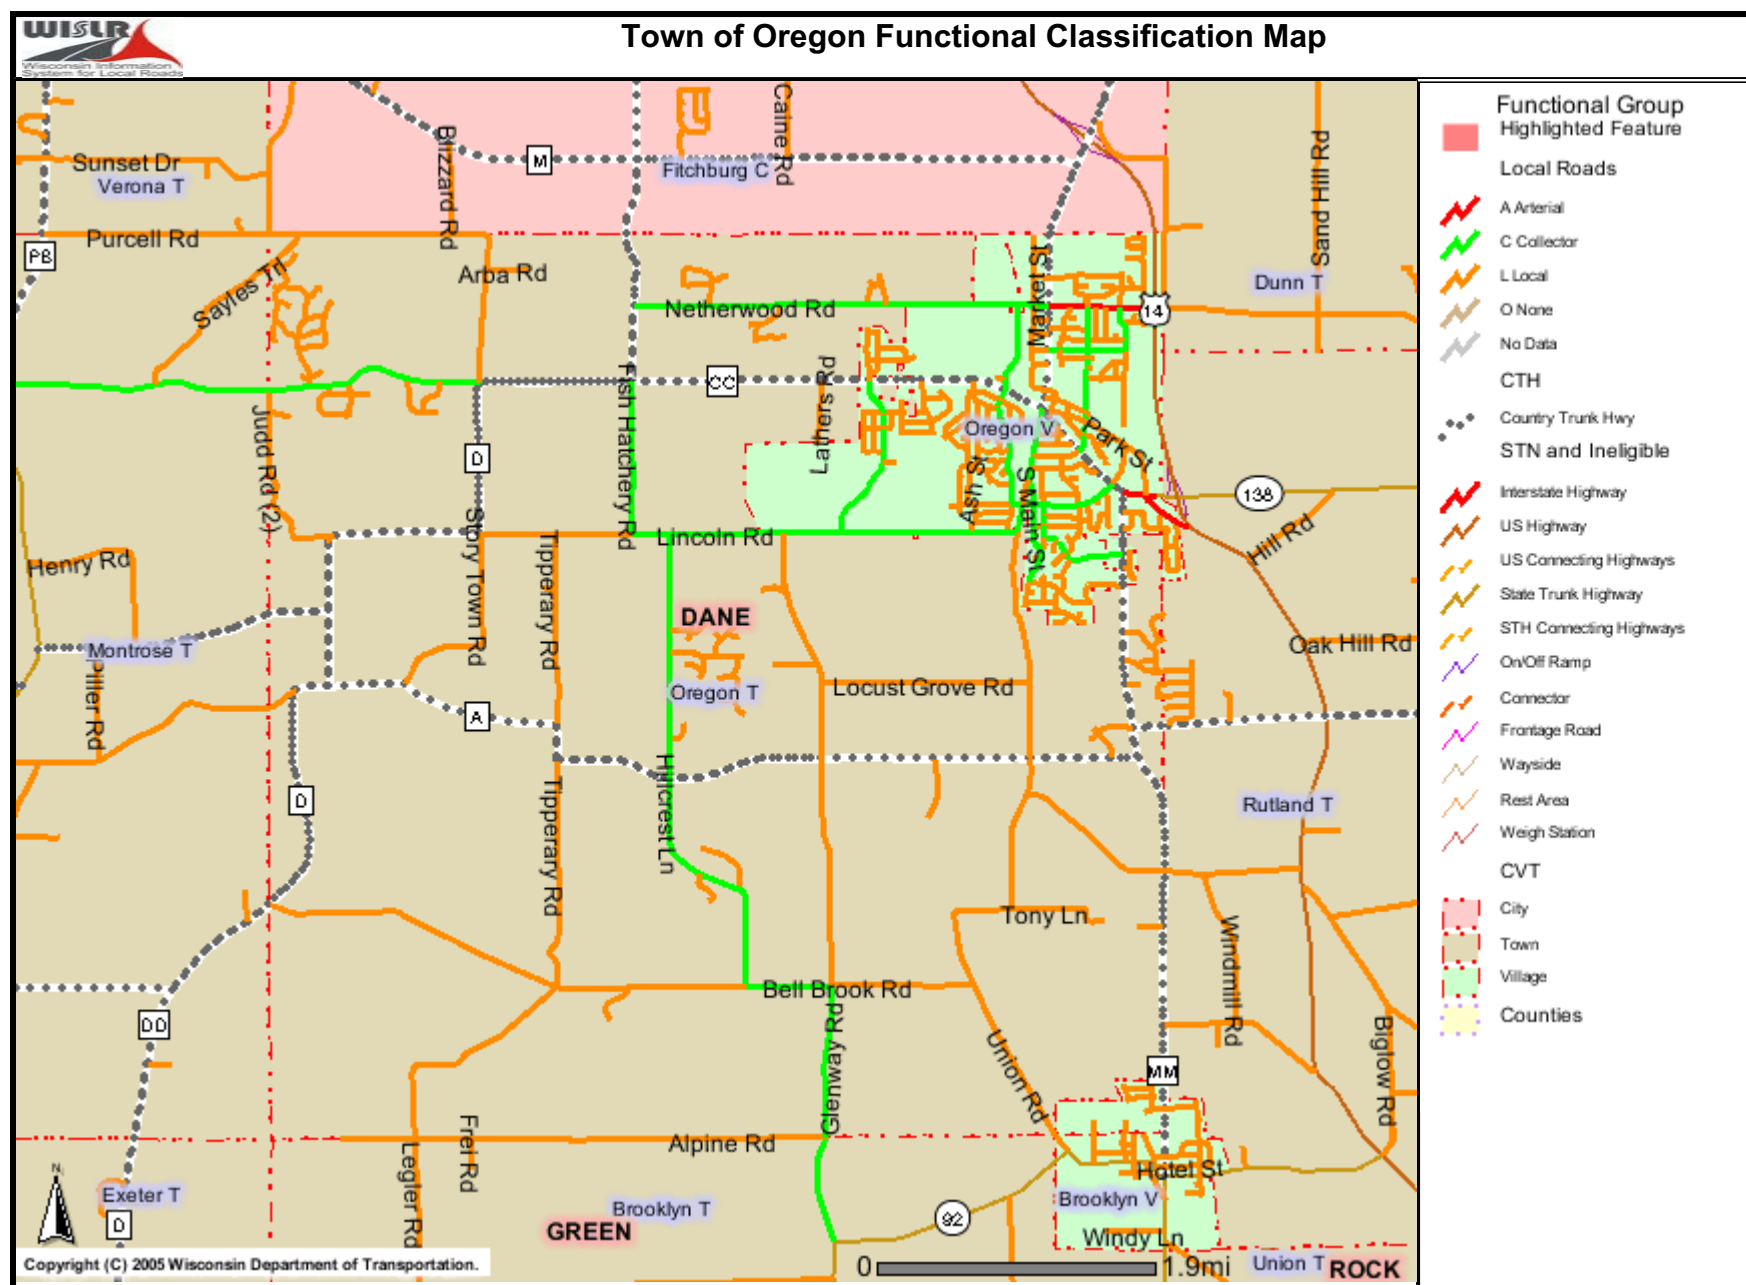 WISLR
Wisconsin Information
System for Local Roads
Town of Oregon Functional Classification Map
Sunset Dr
Verona T
Purcell Rd
PB
Sayles Trl
Blizzard Rd
M
Arba Rd
Fitchburg C
Caine Rd
Sand Hill Rd
Dunn T
14
Netherwood Rd
Market St
CC
Fish Hatchery Rd
Lathers Rd
Oregon V
Park St
Ash St
S Main St
138
Hill Rd
Judd Rd (2)
D
Story Town Rd
Lincoln Rd
Tipperary Rd
Henry Rd
Montrose T
DANE
Oregon T
Locust Grove Rd
Oak Hill Rd
A
D
Tipperary Rd
Hillcrest Ln
Rutland T
Tony Ln
Windmill Rd
Bell Brook Rd
DD
Glenway Rd
Union Rd
MM
Biglow Rd
Alpine Rd
Frei Rd
Legler Rd
Hotel St
Brooklyn V
Windy Ln
Exeter T
D
Brooklyn T
GREEN
92
Union T
ROCK
N
Copyright (C) 2005 Wisconsin Department of Transportation.
0 1.9mi
Functional Group
Highlighted Feature
Local Roads
A Arterial
C Collector
L Local
O None
No Data
CTH
Country Trunk Hwy
STN and Ineligible
Interstate Highway
US Highway
US Connecting Highways
State Trunk Highway
STH Connecting Highways
On/Off Ramp
Connector
Frontage Road
Wayside
Rest Area
Weigh Station
CVT
City
Town
Village
Counties